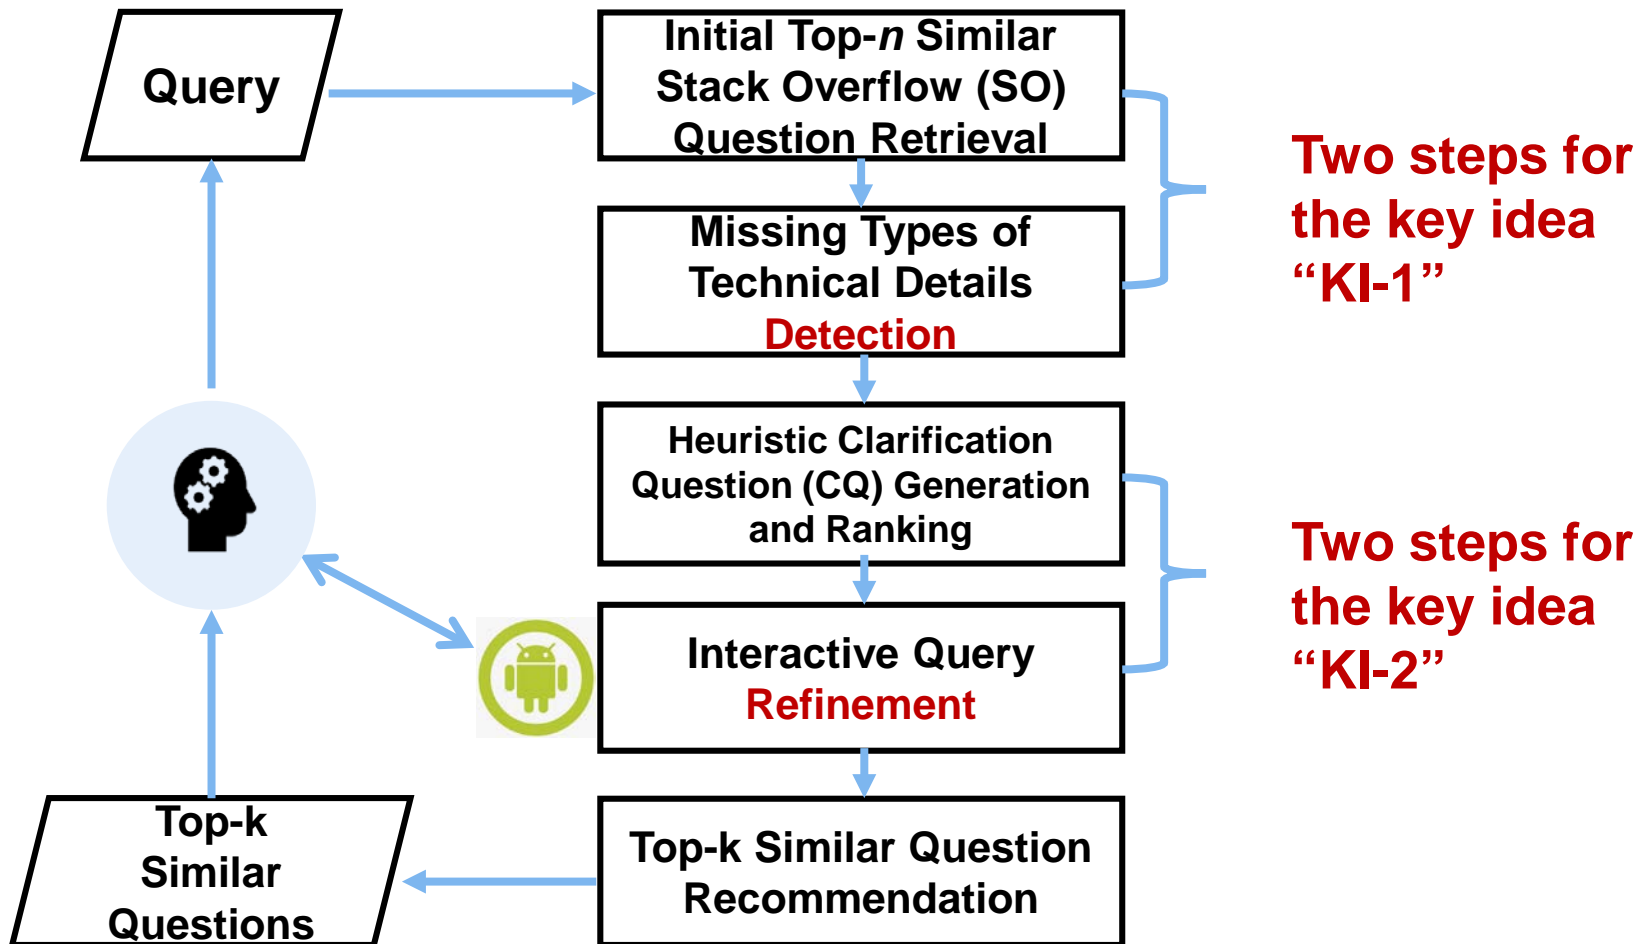 Query
Initial Top-n Similar
Stack Overflow (SO)
Question Retrieval
Missing Types of
Technical Details
Detection
Two steps for
the key idea
“KI-1”
Heuristic Clarification
Question (CQ) Generation
and Ranking
Interactive Query
Refinement
Two steps for
the key idea
“KI-2”
Top-k Similar Question
Recommendation
Top-k
Similar
Questions